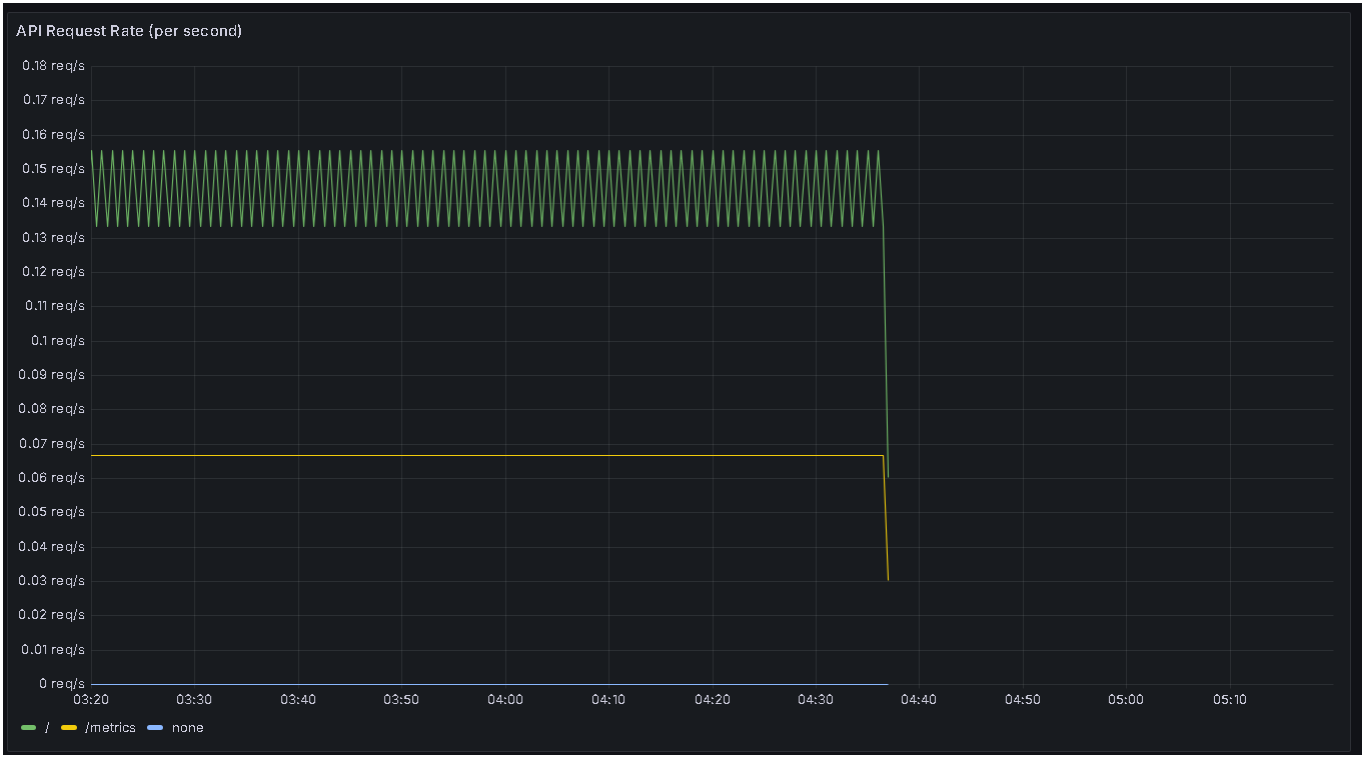 API Request Rate (per second)
0.18 req/s
0.17 req/s
0.16 req/s
0.15 req/s
0.14 req/s
0.13 req/s
0.12 req/s
0.11 req/s
0.1 req/s
0.09 req/s
0.08 req/s
0.07 req/s
0.06 req/s
0.05 req/s
0.04 req/s
0.03 req/s
0.02 req/s
0.01 req/s
0 req/s
03:20 03:30 03:40 03:50 04:00 04:10 04:20 04:30 04:40 04:50 05:00 05:10
/ /metrics none